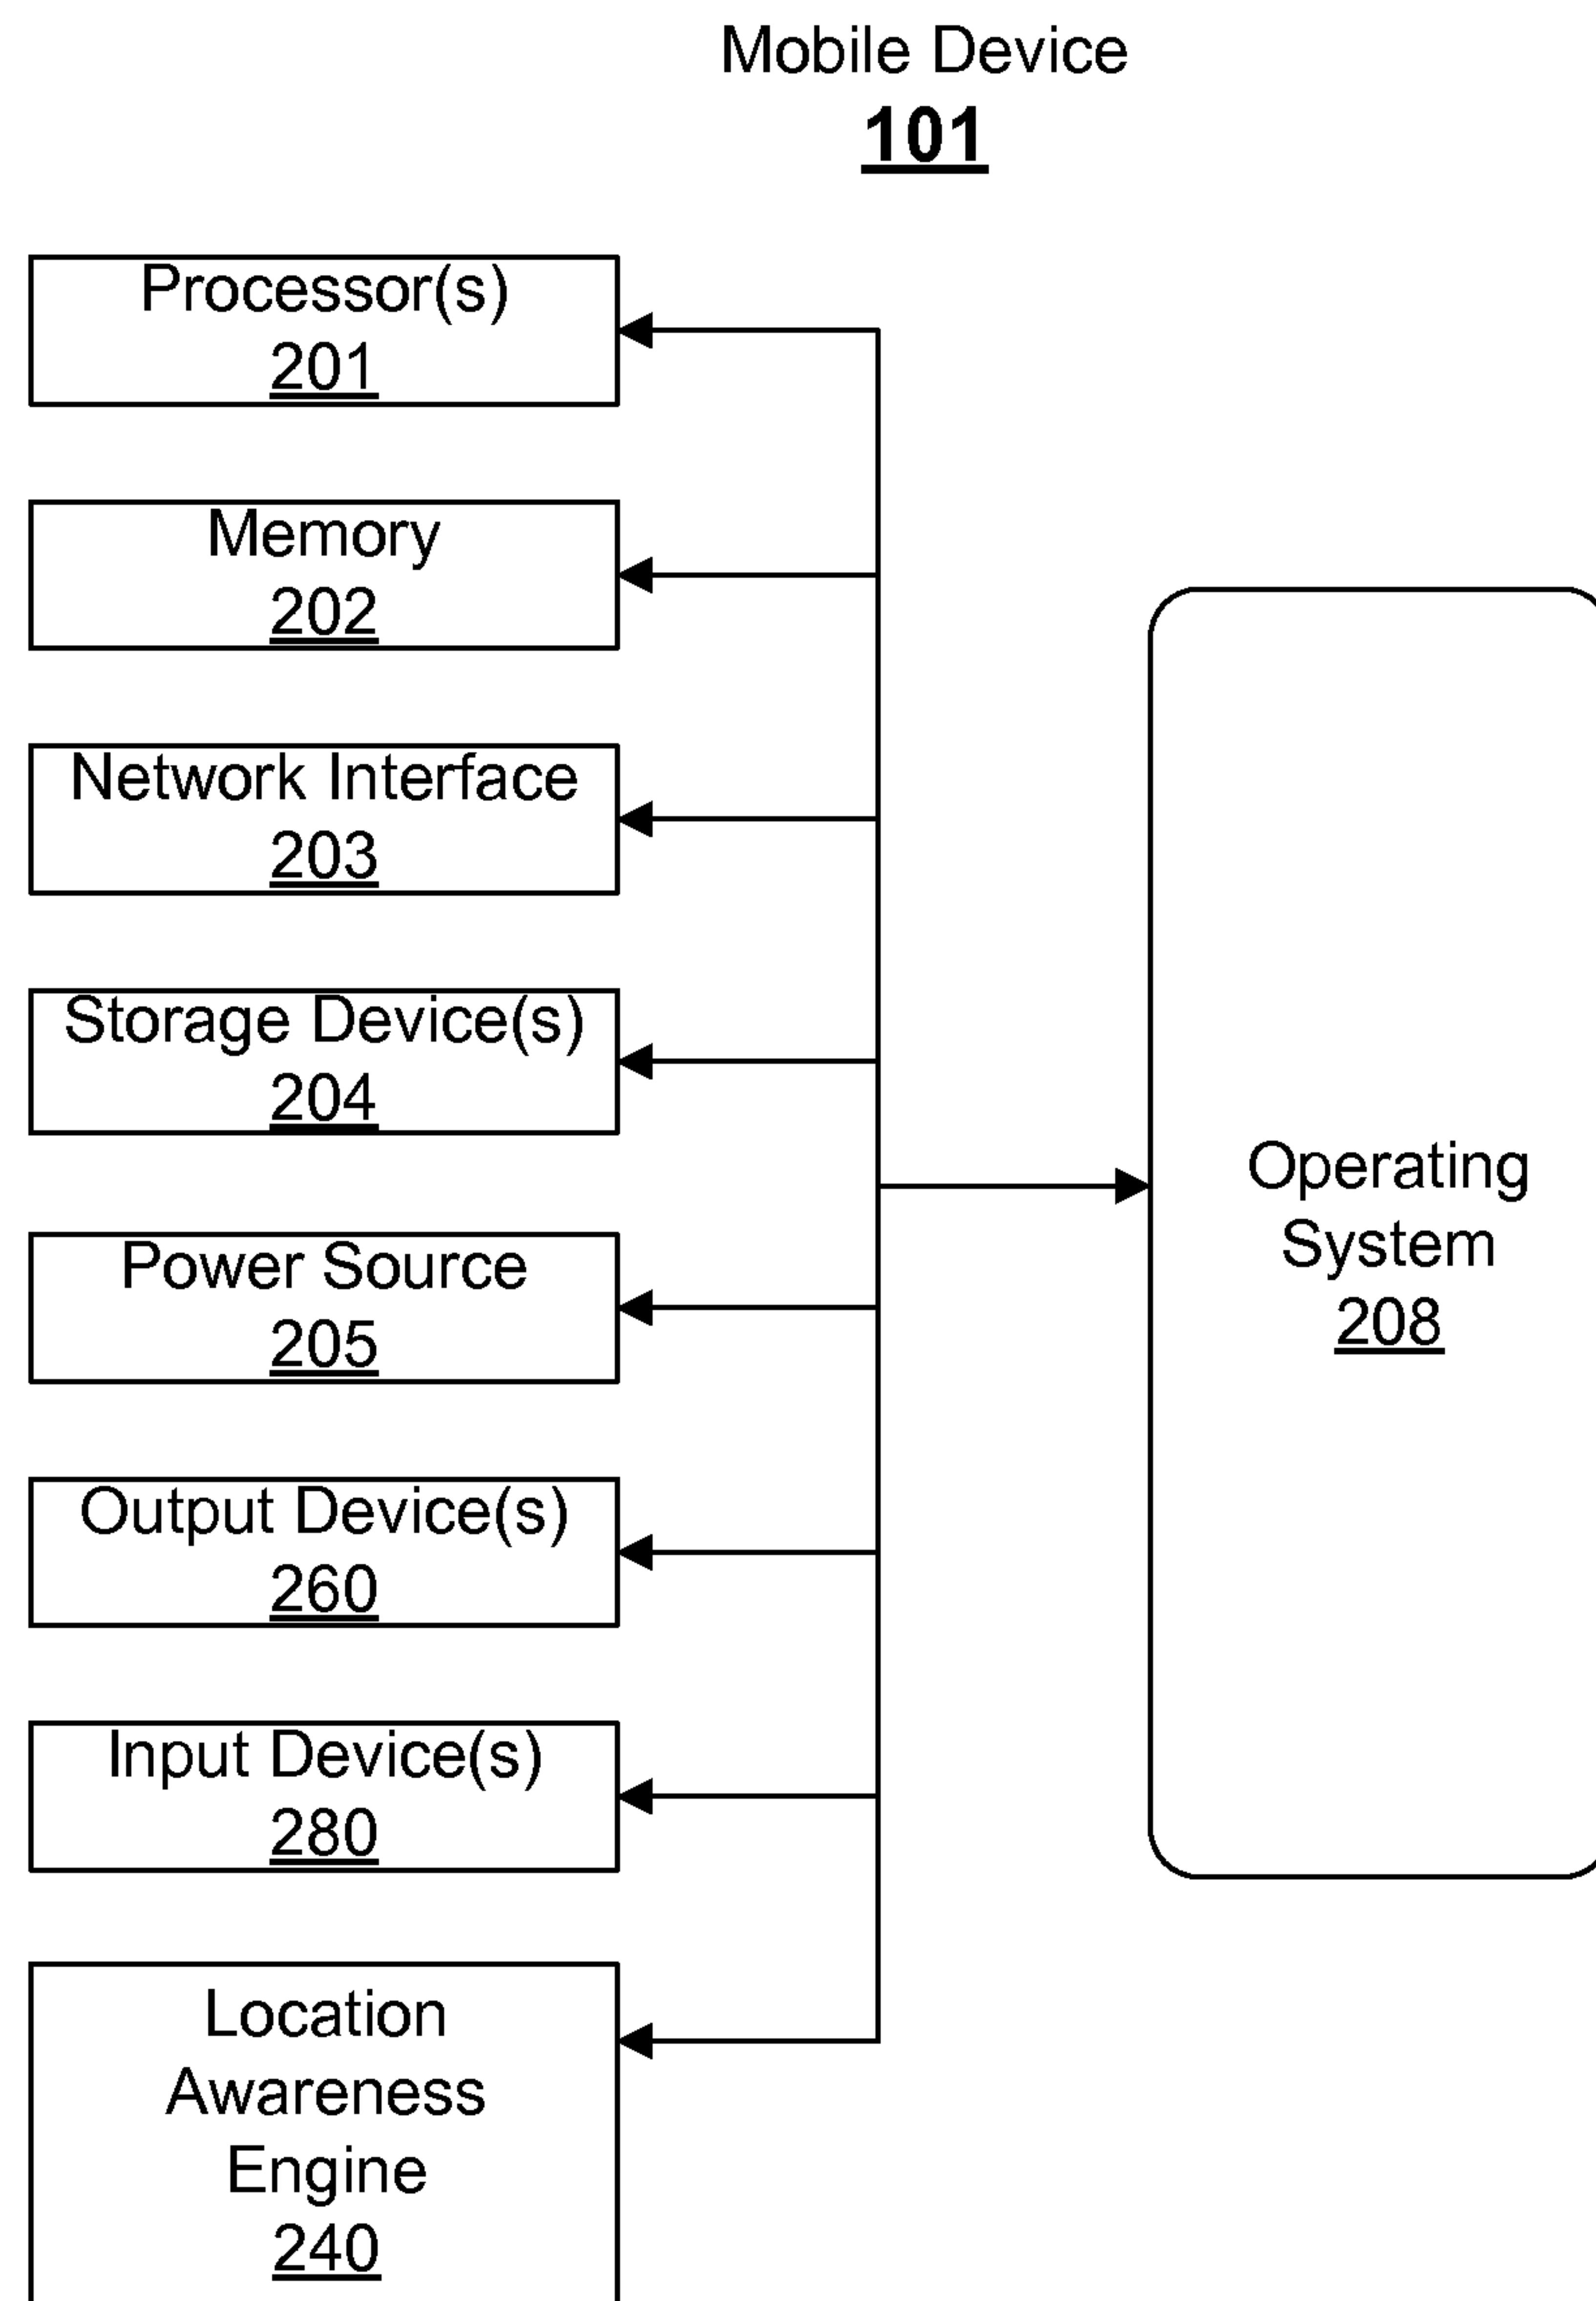 Mobile Device
101
Processor(s)
201
Memory
202
Network Interface
203
Storage Device(s)
204
Power Source
205
Output Device(s)
260
Input Device(s)
280
Location
Awareness
Engine
240
Operating
System
208